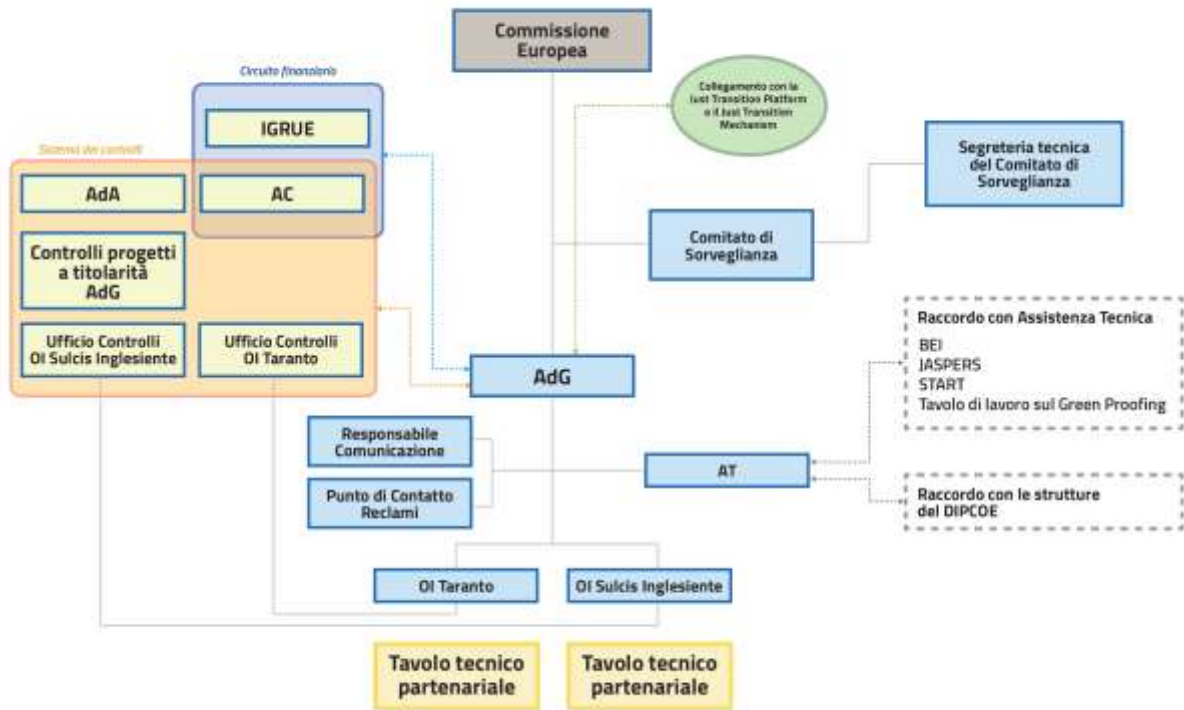 Commissione
Europea
Circuito finanziario
Collegamento con la
Just Transition Platform
e il Just Transition
Mechanism
IGRUE
Sistema dei controlli
Segreteria tecnica
del Comitato di
Sorveglianza
AdA
AC
Comitato di
Sorveglianza
Controlli progetti
a titolarità
AdG
Raccordo con Assistenza Tecnica
BEI
JASPERS
START
Tavolo di lavoro sul Green Proofing
Ufficio Controlli
OI Sulcis Inglesiente
Ufficio Controlli
OI Taranto
AdG
Responsabile
Comunicazione
AT
Punto di Contatto
Reclami
Raccordo con le strutture
del DIPCOE
OI Taranto
OI Sulcis Inglesiente
Tavolo tecnico
partenariale
Tavolo tecnico
partenariale